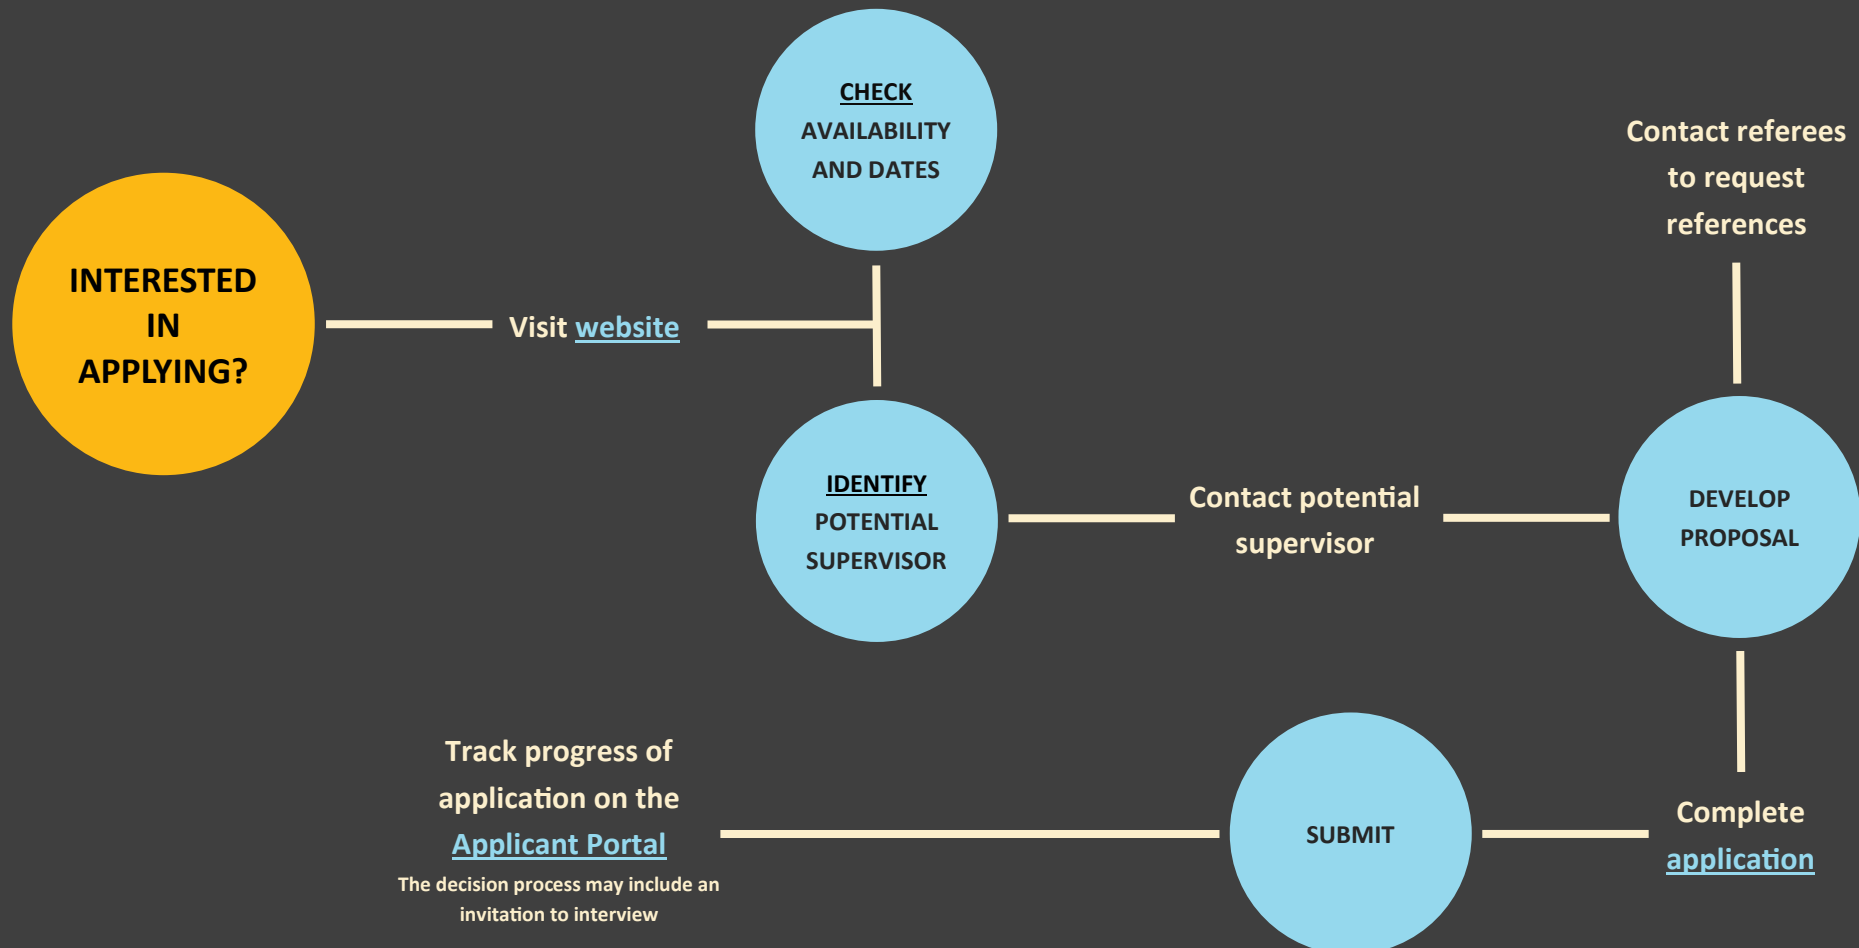 INTERESTED
IN
APPLYING?
Visit website
CHECK
AVAILABILITY
AND DATES
IDENTIFY
POTENTIAL
SUPERVISOR
Contact potential
supervisor
Contact referees
to request
references
DEVELOP
PROPOSAL
Complete
application
SUBMIT
Track progress of
application on the
Applicant Portal
The decision process may include an
invitation to interview